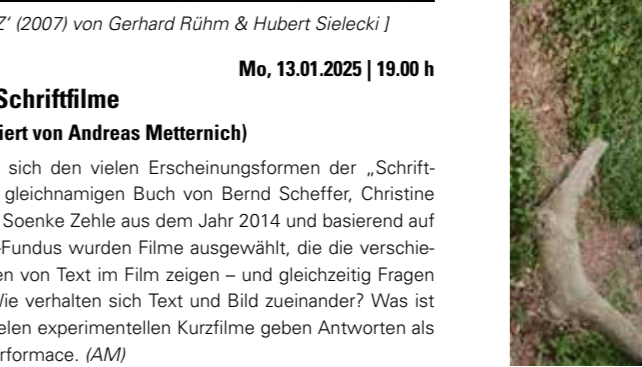 Z‘ (2007) von Gerhard Rühm & Hubert Sielecki ]
Mo, 13.01.2025 | 19.00 h
Schriftfilme
iert von Andreas Metternich)
sich den vielen Erscheinungsformen der „Schrift-
gleichnamigen Buch von Bernd Scheffer, Christine
Soenke Zehle aus dem Jahr 2014 und basierend auf
-Fundus wurden Filme ausgewählt, die die verschie-
en von Text im Film zeigen – und gleichzeitig Fragen
Wie verhalten sich Text und Bild zueinander? Was ist
elen experimentellen Kurzfilme geben Antworten als
erformace. (AM)